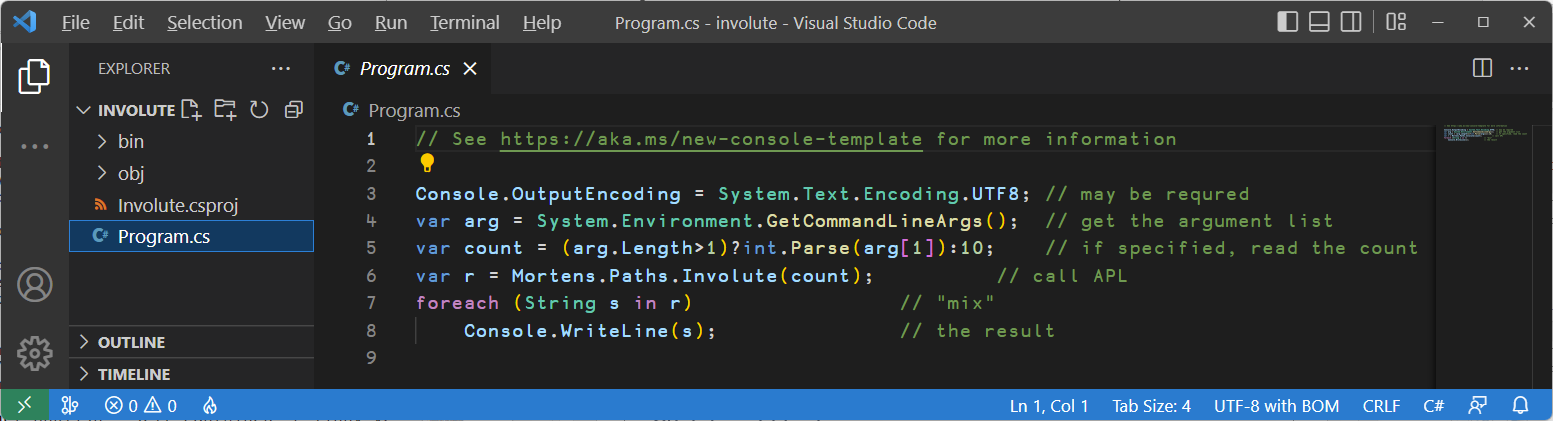 File Edit Selection View Go Run Terminal Help Program.cs - involute - Visual Studio Code
EXPLORER
INVOLUTE
bin
obj
Involute.csproj
C# Program.cs
OUTLINE
TIMELINE
C# Program.cs
C# Program.cs
1 // See https://aka.ms/new-console-template for more information
2
3 Console.OutputEncoding = System.Text.Encoding.UTF8; // may be requred
4 var arg = System.Environment.GetCommandLineArgs(); // get the argument list
5 var count = (arg.Length>1)?int.Parse(arg[1]):10; // if specified, read the count
6 var r = Mortens.Paths.Involute(count); // call APL
7 foreach (String s in r) // "mix"
8 Console.WriteLine(s); // the result
9
0 0 Ln 1, Col 1 Tab Size: 4 UTF-8 with BOM CRLF C#